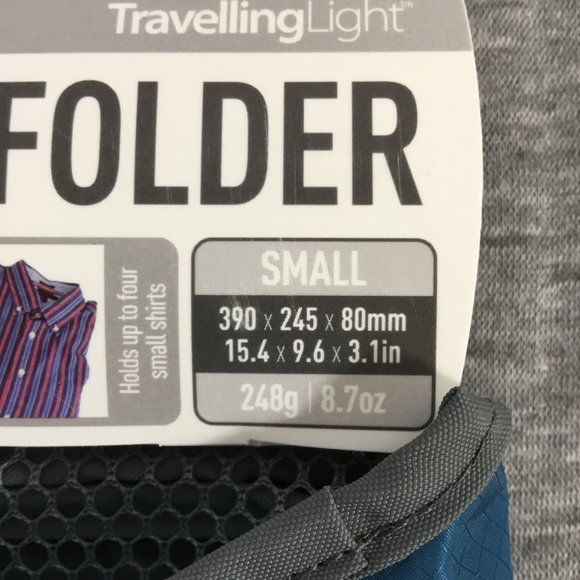 TravellingLight™
FOLDER
Holds up to four
small shirts
SMALL
390 x 245 x 80mm
15.4 x 9.6 x 3.1in
248g | 8.7oz